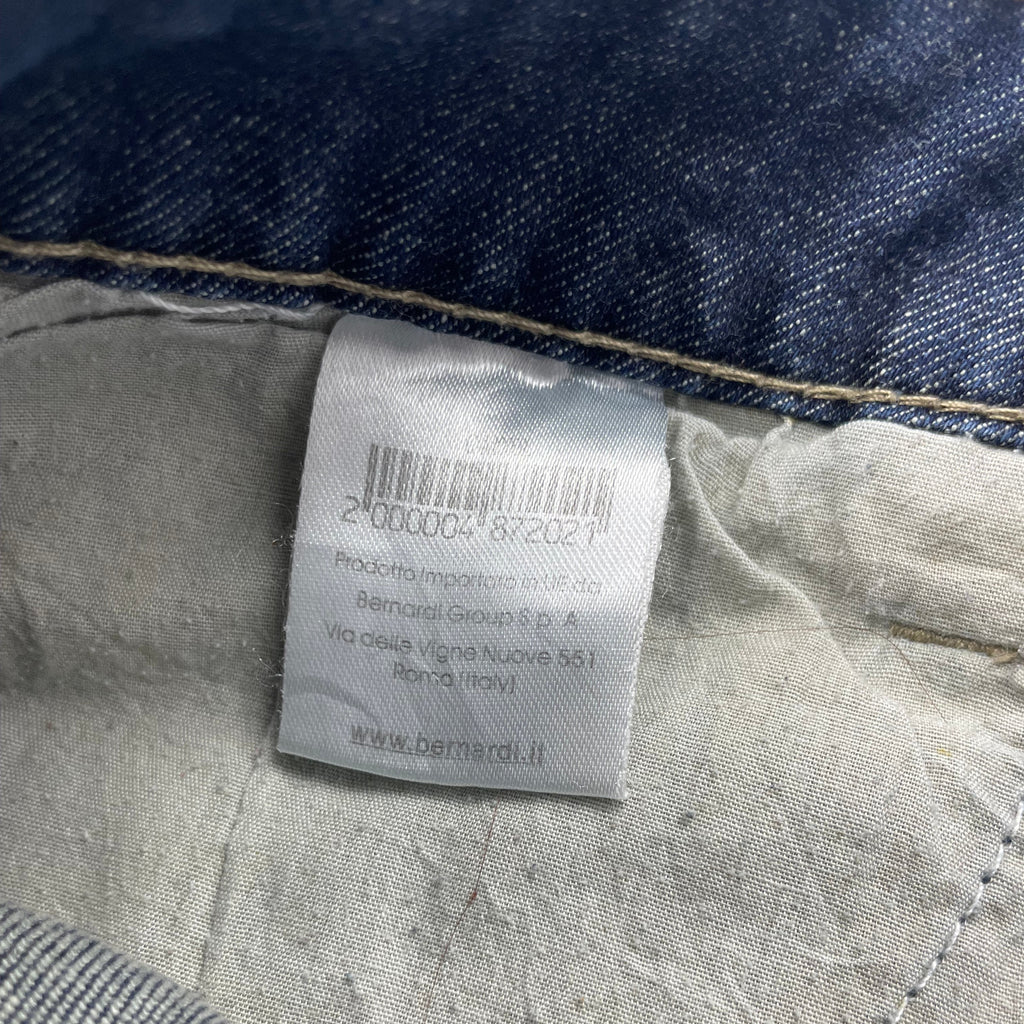 2 000004 872021
Prodotto Importato in UE da
Bernardi Group S.p.A
Via delle Vigne Nuove 551
Roma (Italy)
www.bernardi.it